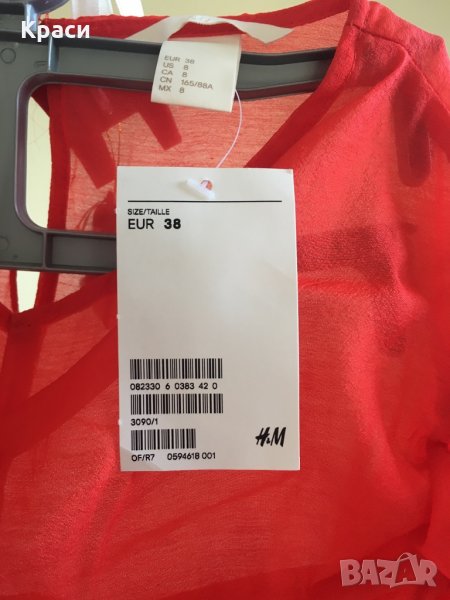 Краси
EUR 38
US 8
CA 8
CN 165/88A
MX 8
SIZE/TAILLE
EUR 38
082330 6 0383 42 0
3090/1
OF/R7 0594618 001
H&M
BAZAR